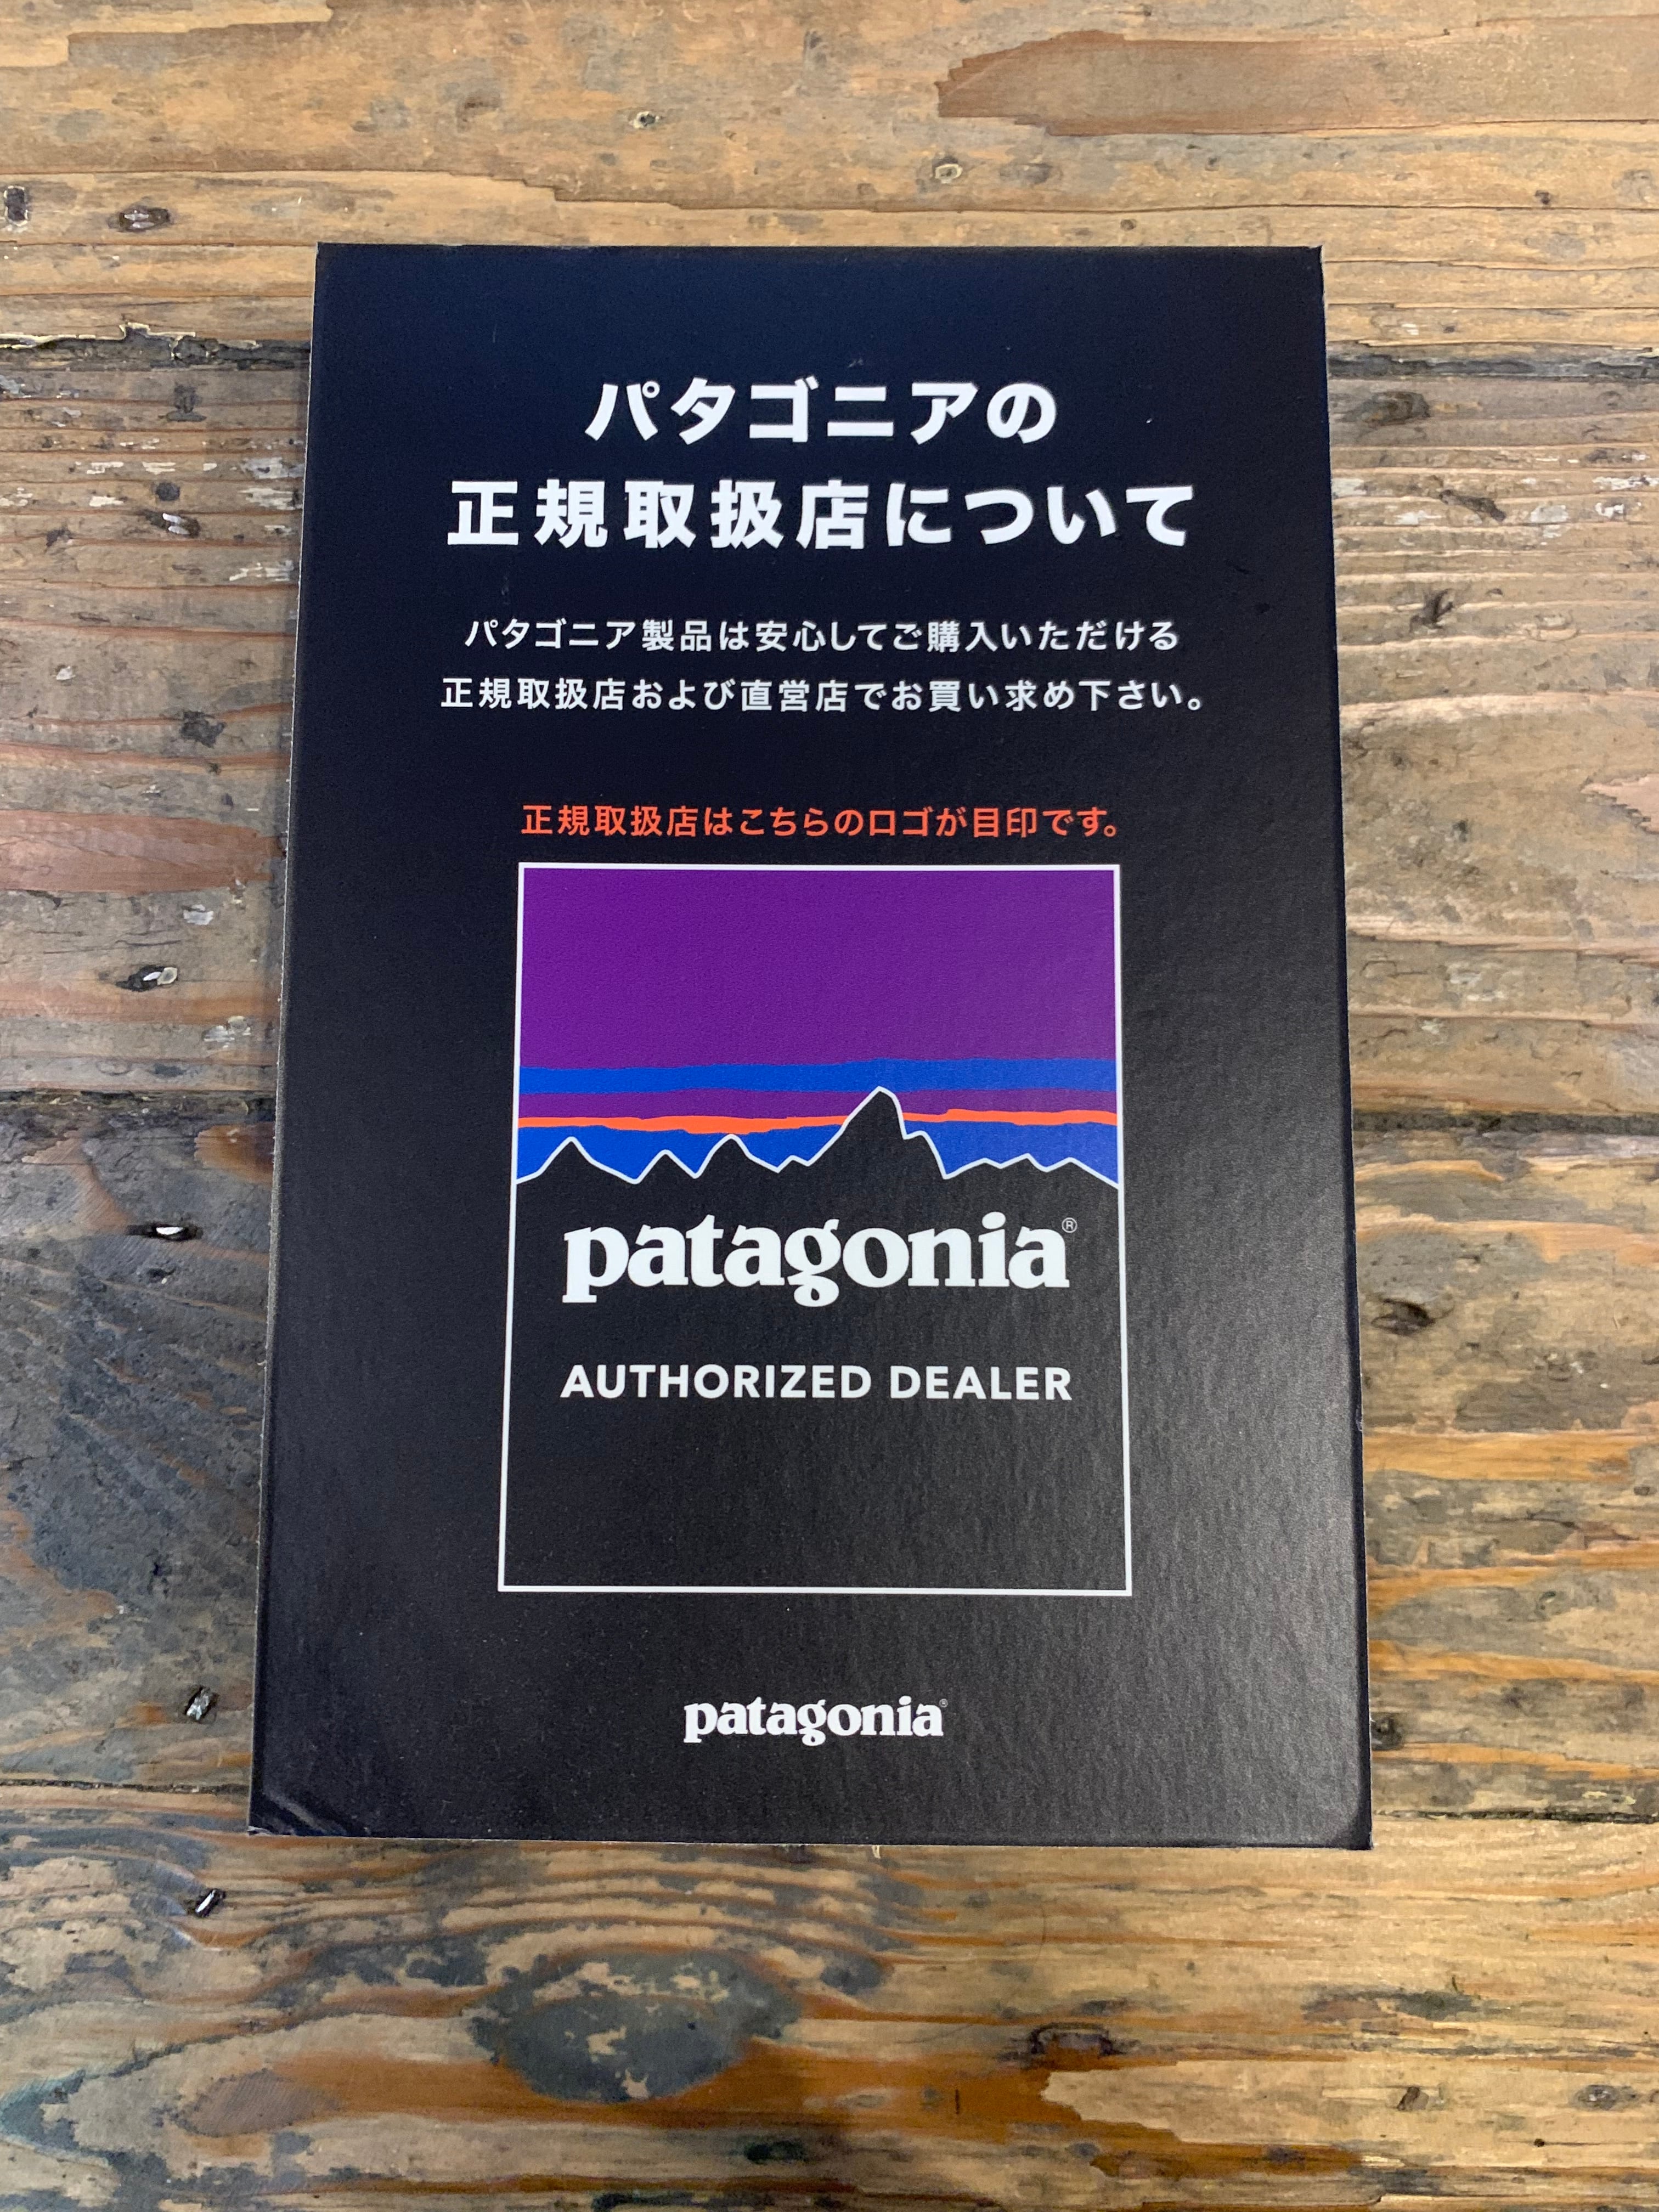 パタゴニアの
正規取扱店について
パタゴニア製品は安心してご購入いただける
正規取扱店および直営店でお買い求め下さい。
正規取扱店はこちらのロゴが目印です。
patagonia®
AUTHORIZED DEALER
patagonia®